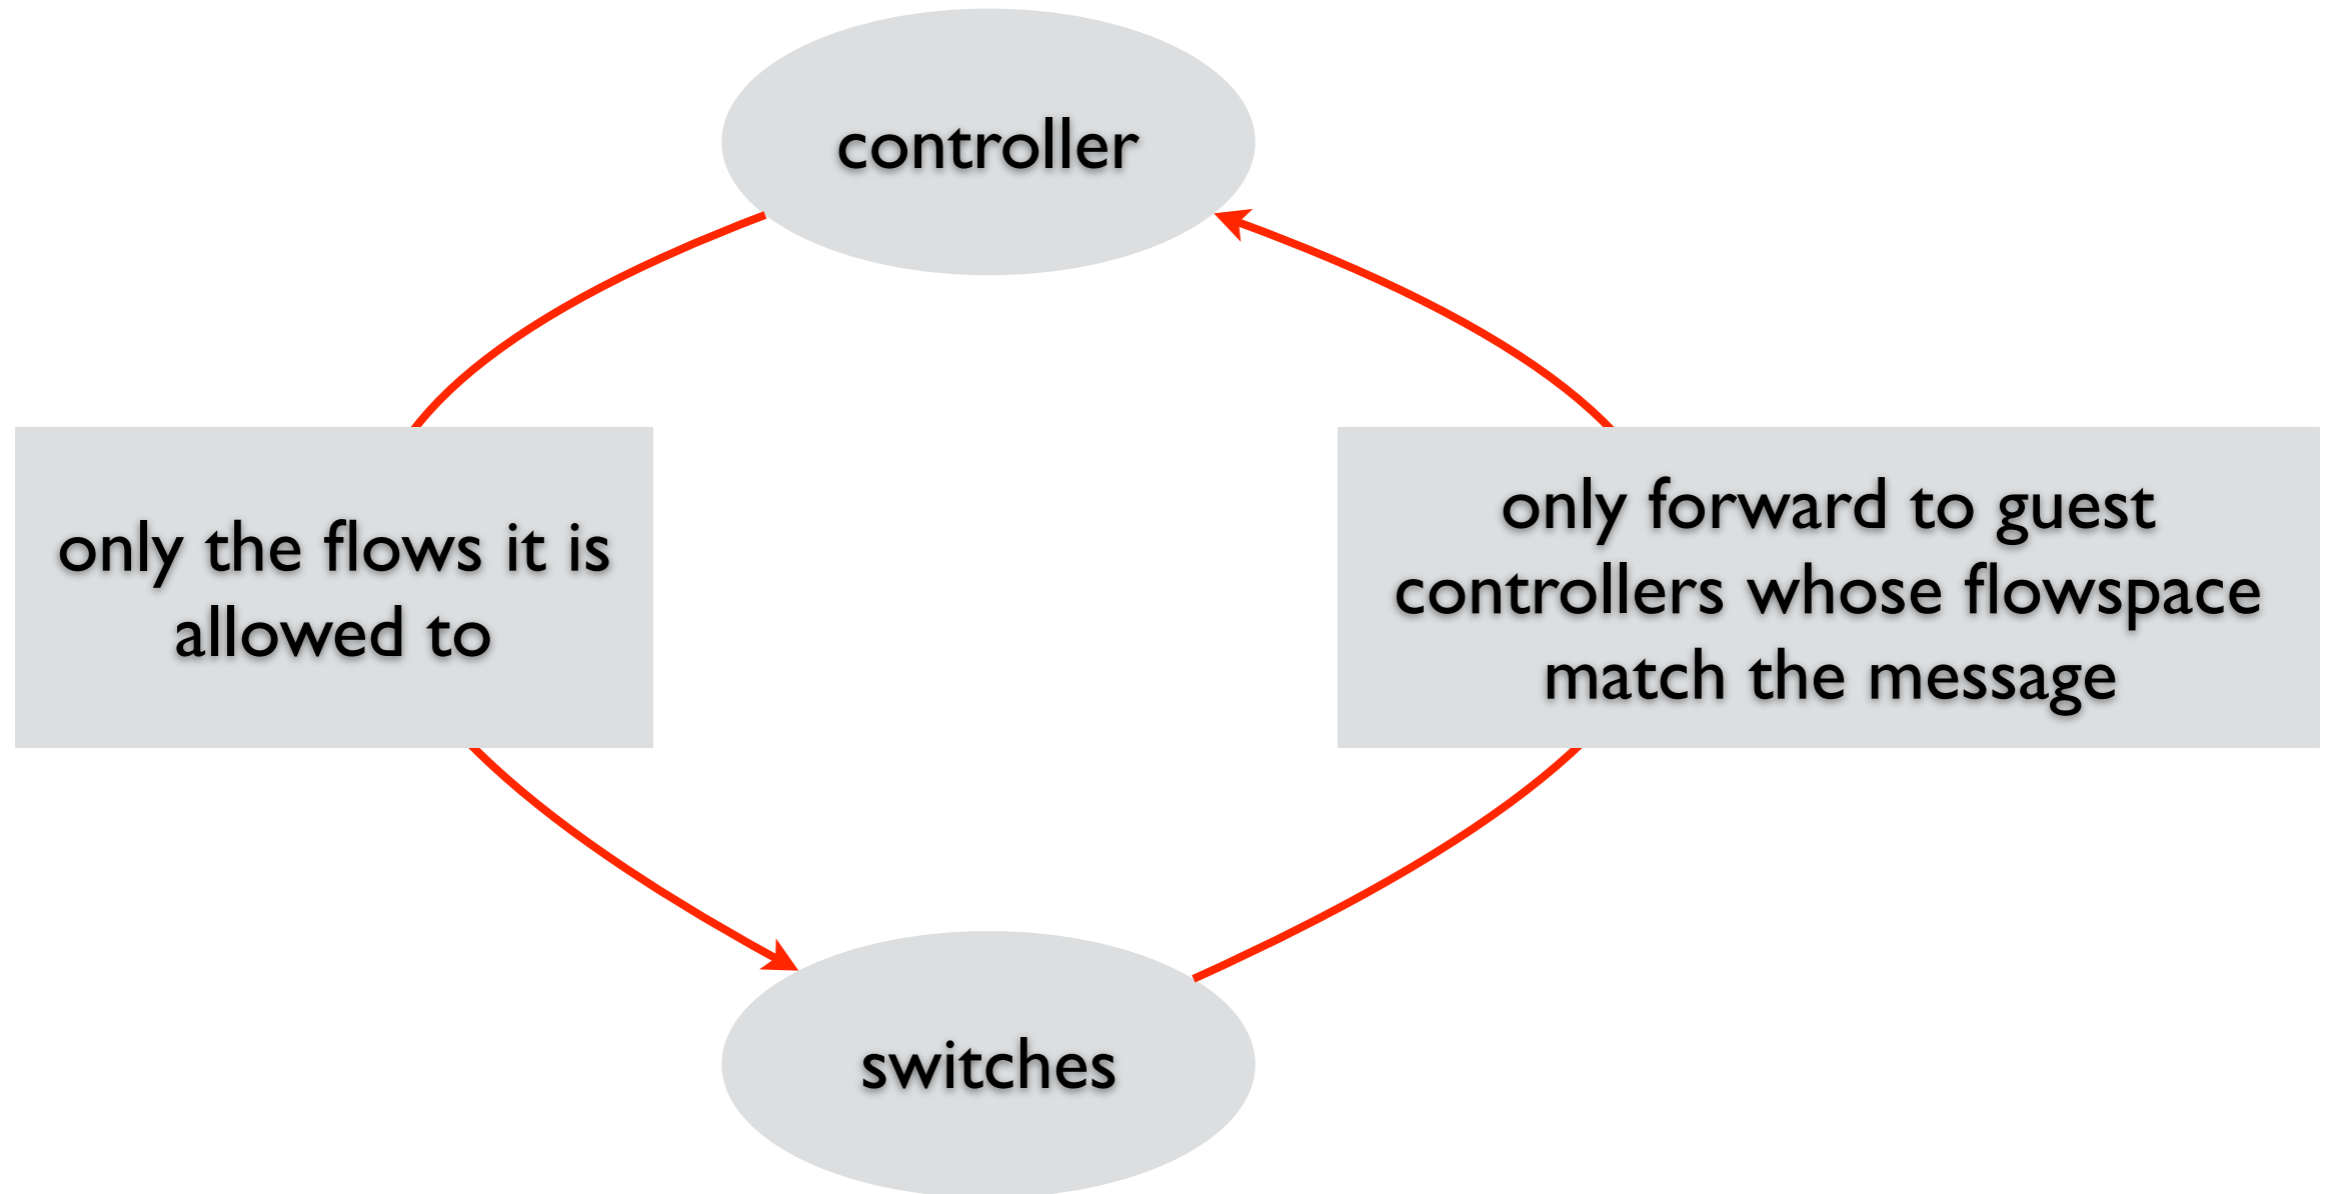 controller
only the flows it is
allowed to
only forward to guest
controllers whose flowspace
match the message
switches